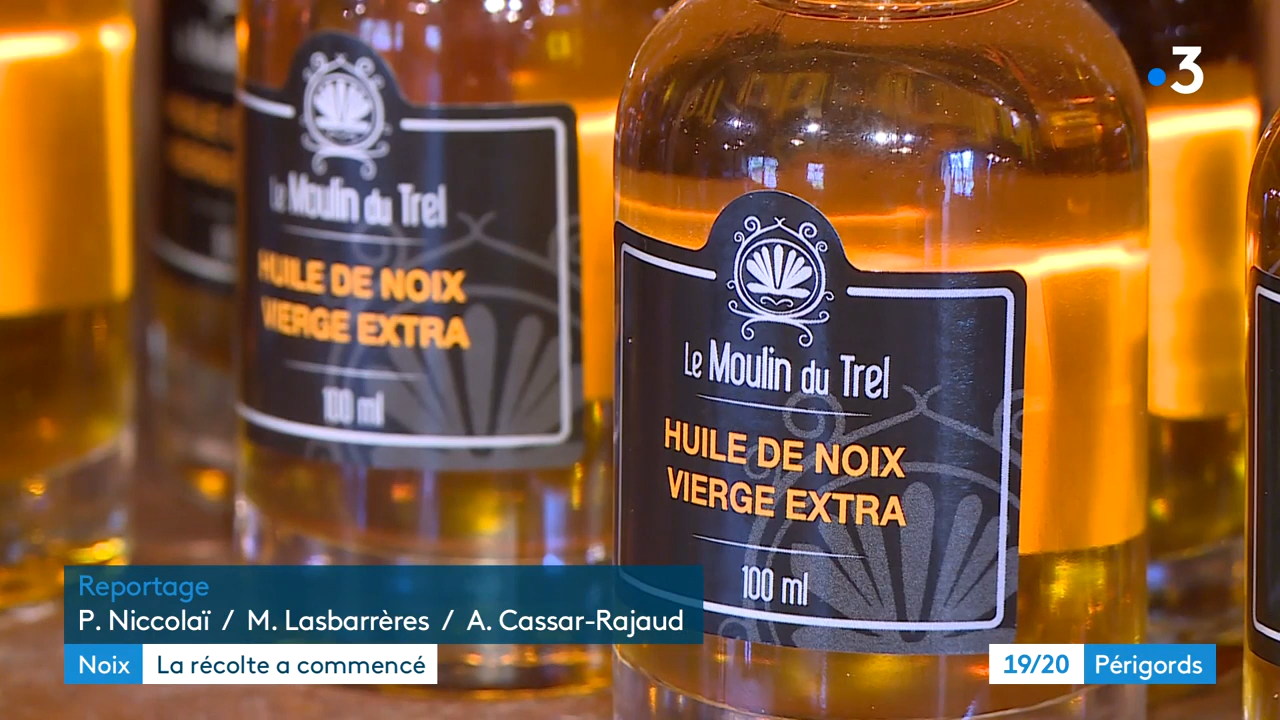 3
Le Moulin du Trel
HUILE DE NOIX
VIERGE EXTRA
100 ml
Le Moulin du Trel
HUILE DE NOIX
VIERGE EXTRA
100 ml
Reportage
P. Niccolaï / M. Lasbarrères / A. Cassar-Rajaud
Noix La récolte a commencé
19/20 Périgords